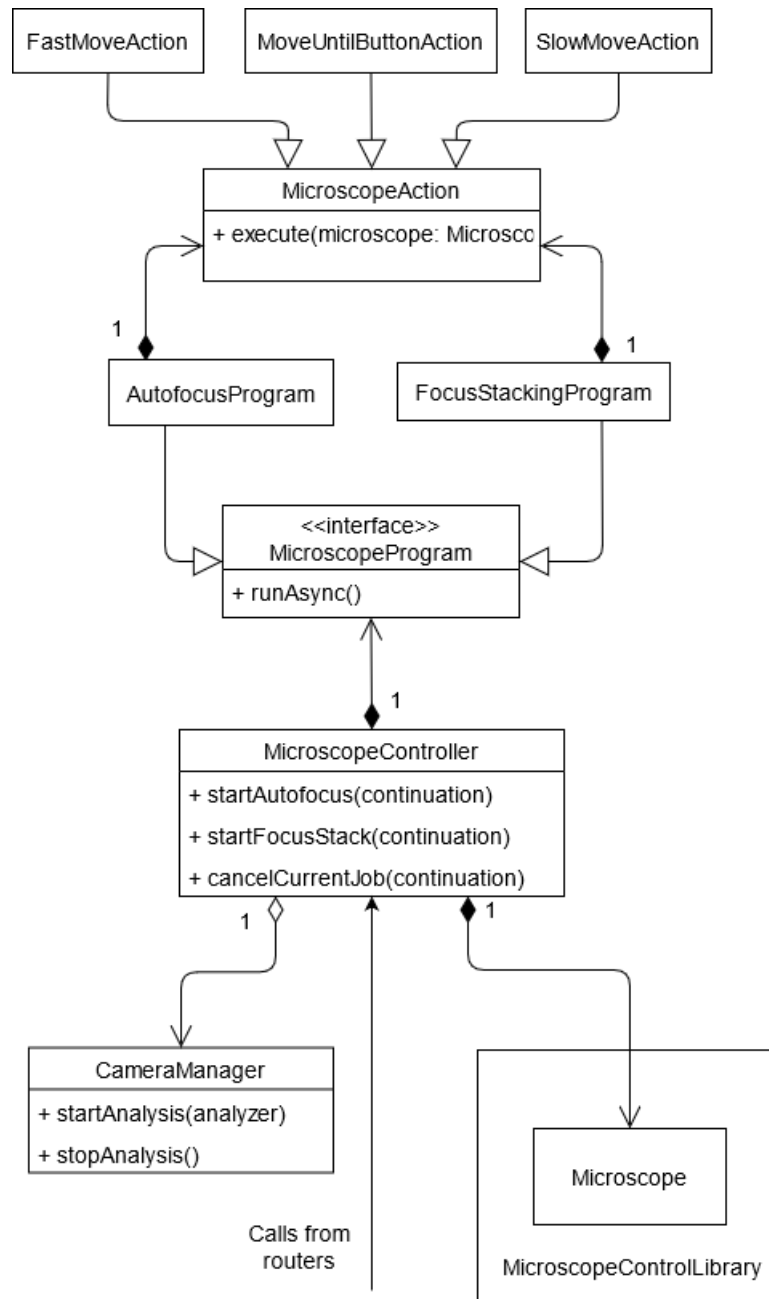 FastMoveAction
MoveUntilButtonAction
SlowMoveAction
MicroscopeAction
+ execute(microscope: Microsco
1
1
AutofocusProgram
FocusStackingProgram
<<interface>>
MicroscopeProgram
+ runAsync()
1
MicroscopeController
+ startAutofocus(continuation)
+ startFocusStack(continuation)
+ cancelCurrentJob(continuation)
1
1
CameraManager
+ startAnalysis(analyzer)
+ stopAnalysis()
Microscope
Calls from
routers
MicroscopeControlLibrary